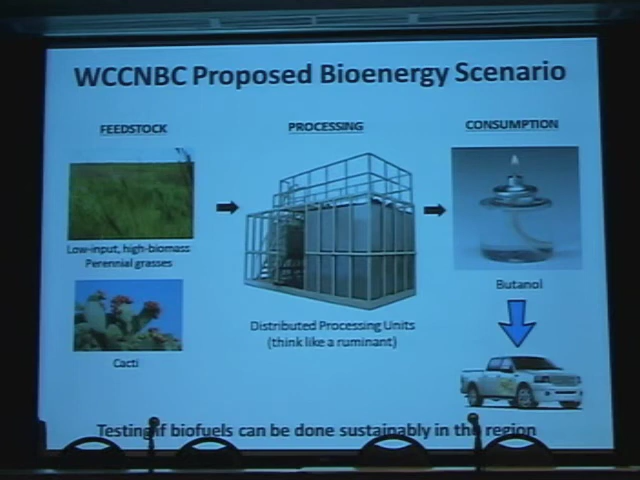 WCCNBC Proposed Bioenergy Scenario
FEEDSTOCK
PROCESSING
CONSUMPTION
Low-input, high-biomass
Perennial grasses
Cacti
Distributed Processing Units
(think like a ruminant)
Butanol
Testing if biofuels can be done sustainably in the region